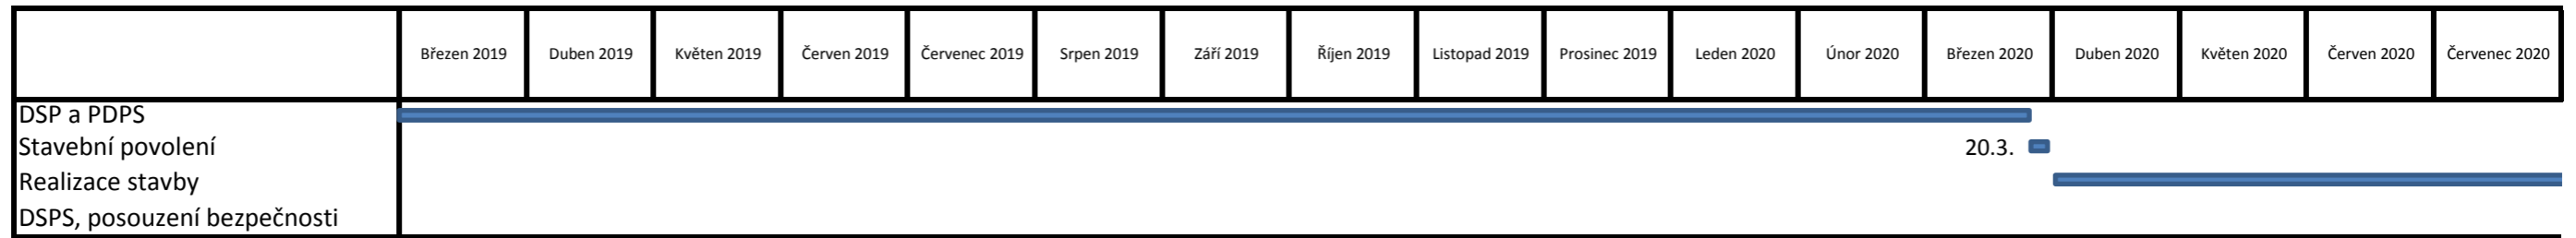 Březen 2019 Duben 2019 Květen 2019 Červen 2019 Červenec 2019 Srpen 2019 Září 2019 Říjen 2019 Listopad 2019 Prosinec 2019 Leden 2020 Únor 2020 Březen 2020 Duben 2020 Květen 2020 Červen 2020 Červenec 2020
DSP a PDPS
Stavební povolení 20.3.
Realizace stavby
DSPS, posouzení bezpečnosti